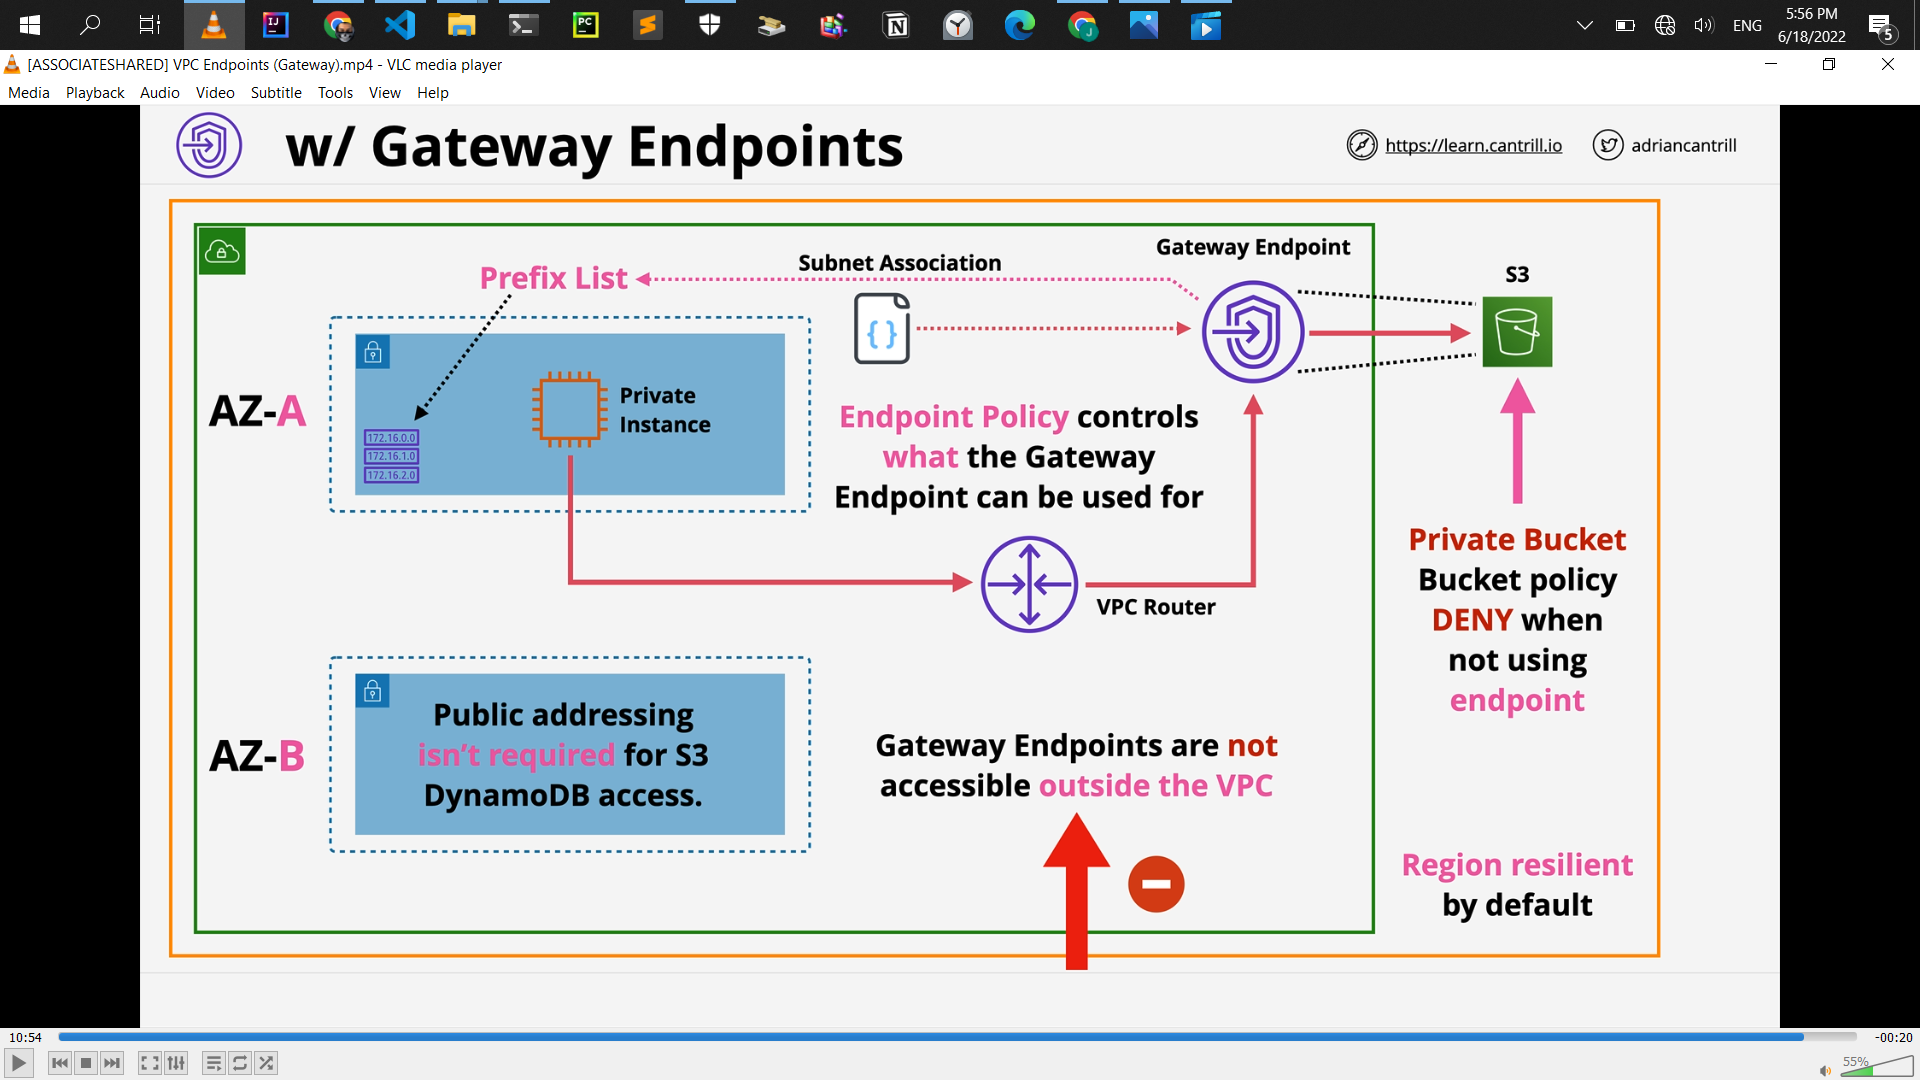 ENG
5:56 PM
6/18/2022
5
[ASSOCIATESHARED] VPC Endpoints (Gateway).mp4 - VLC media player
Media Playback Audio Video Subtitle Tools View Help
w/ Gateway Endpoints
https://learn.cantrill.io
adriancantrill
Gateway Endpoint
Subnet Association
Prefix List
S3
{ }
AZ-A
Private
Instance
172.16.0.0
172.16.1.0
172.16.2.0
Endpoint Policy controls
what the Gateway
Endpoint can be used for
VPC Router
Private Bucket
Bucket policy
DENY when
not using
endpoint
AZ-B
Public addressing
isn't required for S3
DynamoDB access.
Gateway Endpoints are not
accessible outside the VPC
Region resilient
by default
10:54
-00:20
55%